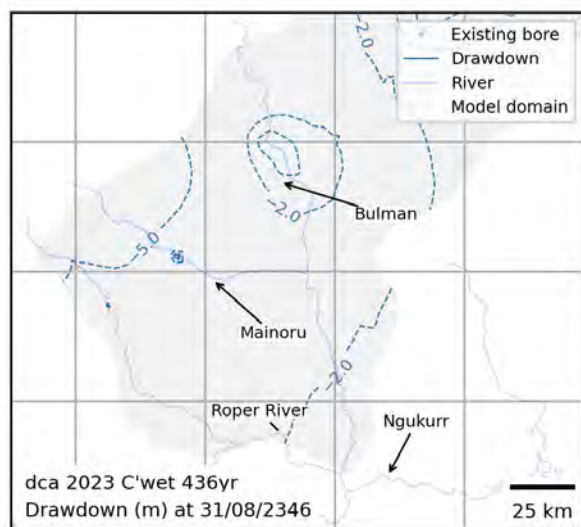 Existing bore
Drawdown
River
Model domain
-2.0
-2.0
Bulman
-5.0
Mainoru
-2.0
Roper River
Ngukurr
dca 2023 C'wet 436yr
Drawdown (m) at 31/08/2346
25 km